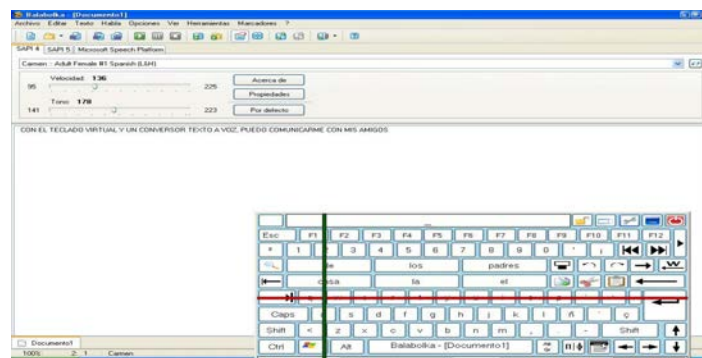 Balabolka - [Documento1]
Archivo Editar Texto Habla Opciones Ver Herramientas Marcadores ?
SAPI 4 SAPI 5 Microsoft Speech Platform
Carmen : Adult Female #1 Spanish (L&H)
Velocidad 136
95 225
Acerca de
Propiedades
Tono 178
141 223
Por defecto
CON EL TECLADO VIRTUAL Y UN CONVERSOR TEXTO A VOZ, PUEDO COMUNICARME CON MIS AMIGOS
Esc F1 F2 F3 F4 F5 F6 F7 F8 F9 F10 F11 F12
1 3 4 5 6 7 8 9 0 ' ¡
de los padres W
casa la el
Caps s d f g h j k l ñ ç
Shift < z x c v b n m , . - Shift
Ctrl Alt Balabolka - [Documento1]
Documento1
100% 2: 1 Carmen